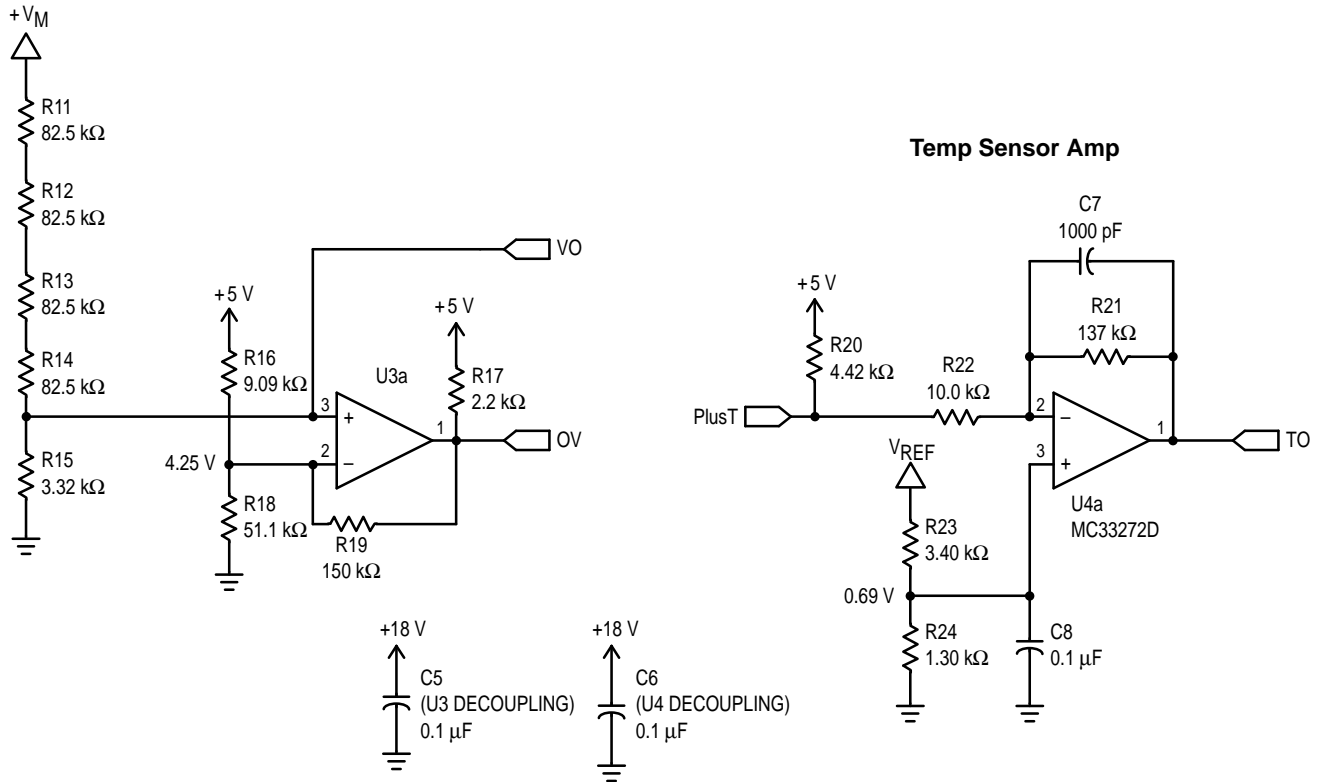 +V_M
R11
82.5 kΩ
R12
82.5 kΩ
R13
82.5 kΩ
R14
82.5 kΩ
R15
3.32 kΩ
+5 V
R16
9.09 kΩ
4.25 V
R18
51.1 kΩ
VO
+5 V
U3a
R17
2.2 kΩ
3
+
2
−
1
OV
R19
150 kΩ
+18 V
C5
(U3 DECOUPLING)
0.1 µF
+18 V
C6
(U4 DECOUPLING)
0.1 µF
Temp Sensor Amp
C7
1000 pF
+5 V
R20
4.42 kΩ
R21
137 kΩ
R22
10.0 kΩ
PlusT
2
−
3
+
1
TO
U4a
MC33272D
V_REF
R23
3.40 kΩ
0.69 V
R24
1.30 kΩ
C8
0.1 µF